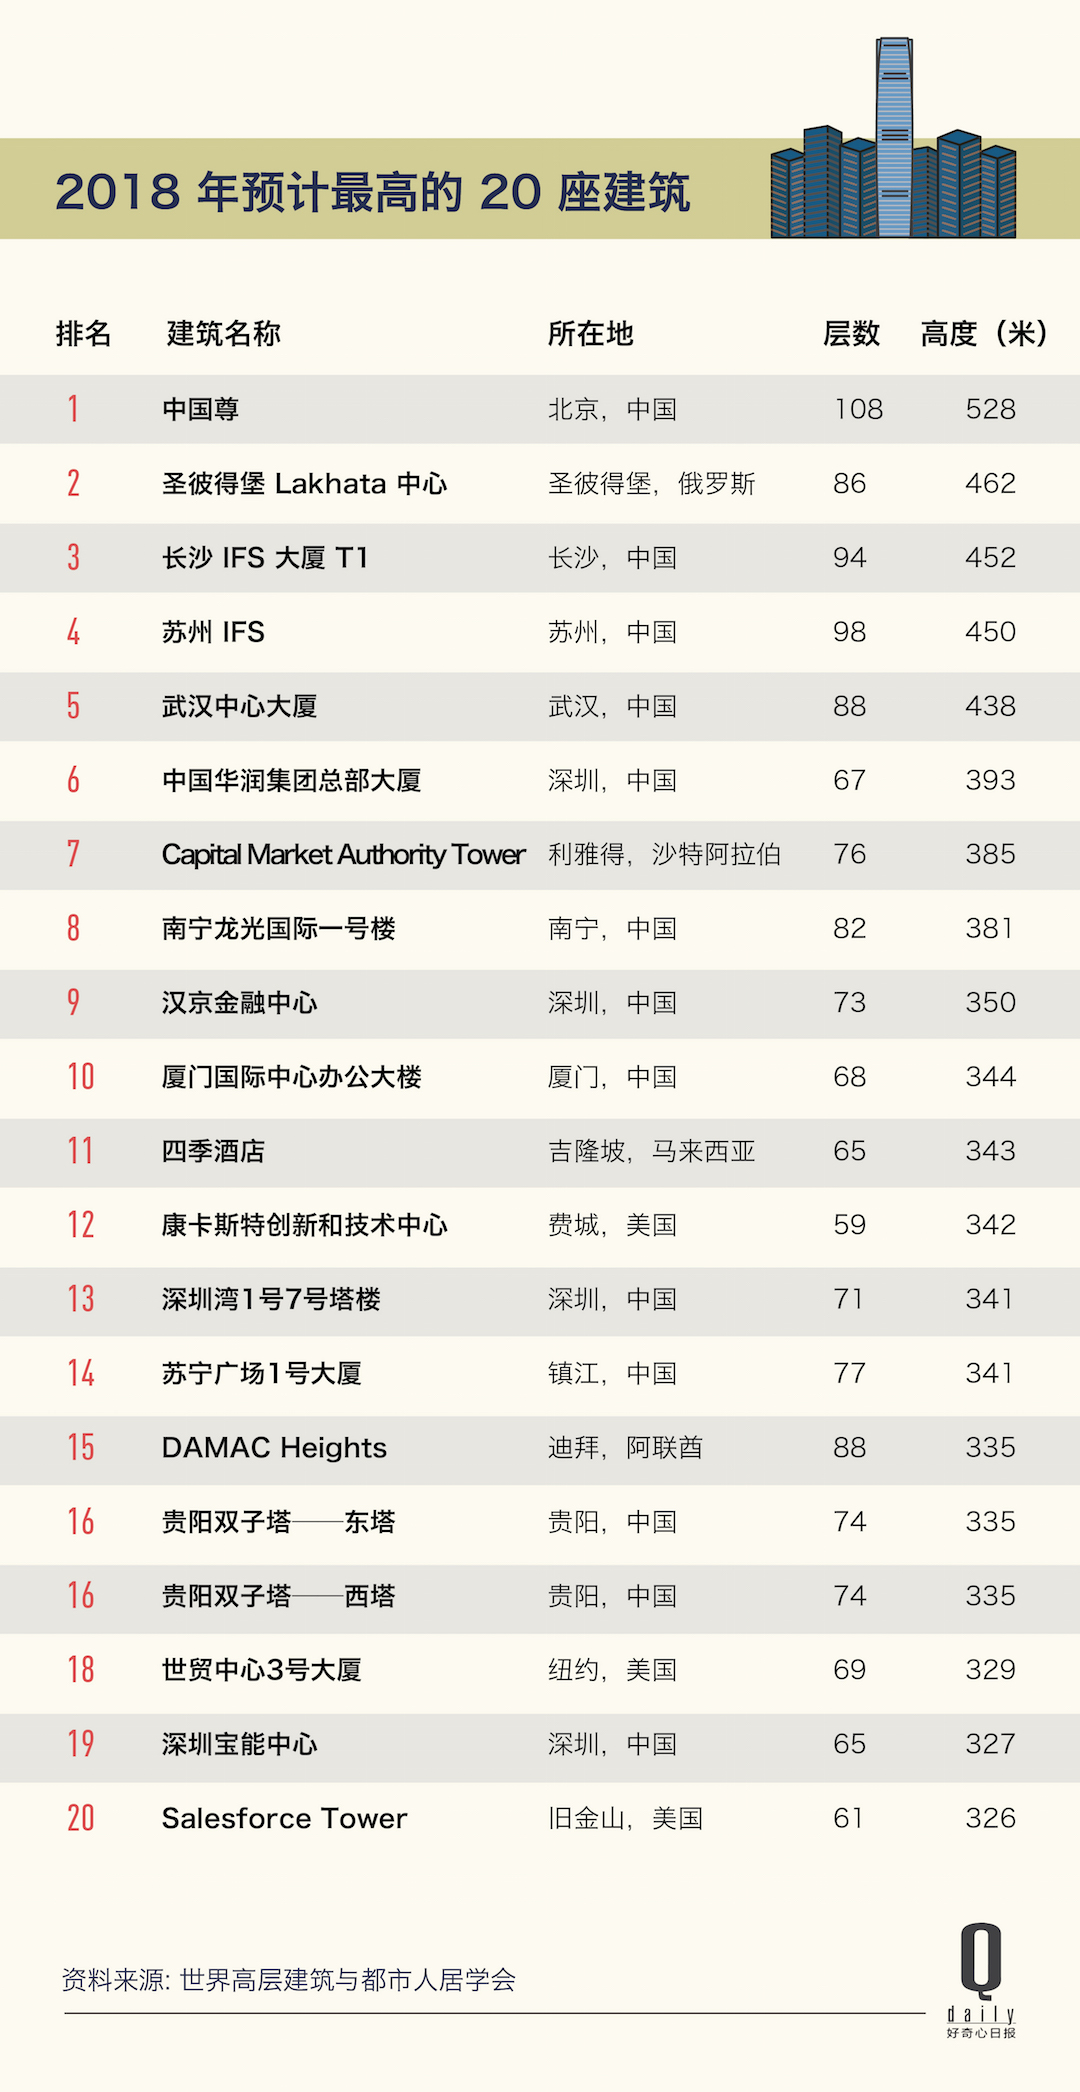 2018 年预计最高的 20 座建筑
排名 建筑名称 所在地 层数 高度（米）
1 中国尊 北京，中国 108 528
2 圣彼得堡 Lakhata 中心 圣彼得堡，俄罗斯 86 462
3 长沙 IFS 大厦 T1 长沙，中国 94 452
4 苏州 IFS 苏州，中国 98 450
5 武汉中心大厦 武汉，中国 88 438
6 中国华润集团总部大厦 深圳，中国 67 393
7 Capital Market Authority Tower 利雅得，沙特阿拉伯 76 385
8 南宁龙光国际一号楼 南宁，中国 82 381
9 汉京金融中心 深圳，中国 73 350
10 厦门国际中心办公大楼 厦门，中国 68 344
11 四季酒店 吉隆坡，马来西亚 65 343
12 康卡斯特创新和技术中心 费城，美国 59 342
13 深圳湾1号7号塔楼 深圳，中国 71 341
14 苏宁广场1号大厦 镇江，中国 77 341
15 DAMAC Heights 迪拜，阿联酋 88 335
16 贵阳双子塔——东塔 贵阳，中国 74 335
16 贵阳双子塔——西塔 贵阳，中国 74 335
18 世贸中心3号大厦 纽约，美国 69 329
19 深圳宝能中心 深圳，中国 65 327
20 Salesforce Tower 旧金山，美国 61 326
资料来源: 世界高层建筑与都市人居学会
Q
daily
好奇心日报